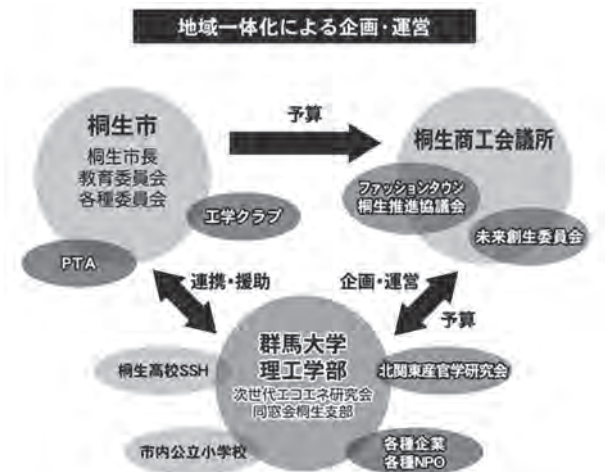 地域一体化による企画・運営
桐生市
桐生市長
教育委員会
各種委員会
工学クラブ
PTA
予算
桐生商工会議所
ファッションタウン
桐生推進協議会
未来創生委員会
連携・援助
企画・運営
予算
群馬大学
理工学部
次世代エコエネ研究会
同窓会桐生支部
桐生高校SSH
市内公立小学校
北関東産官学研究会
各種企業
各種NPO